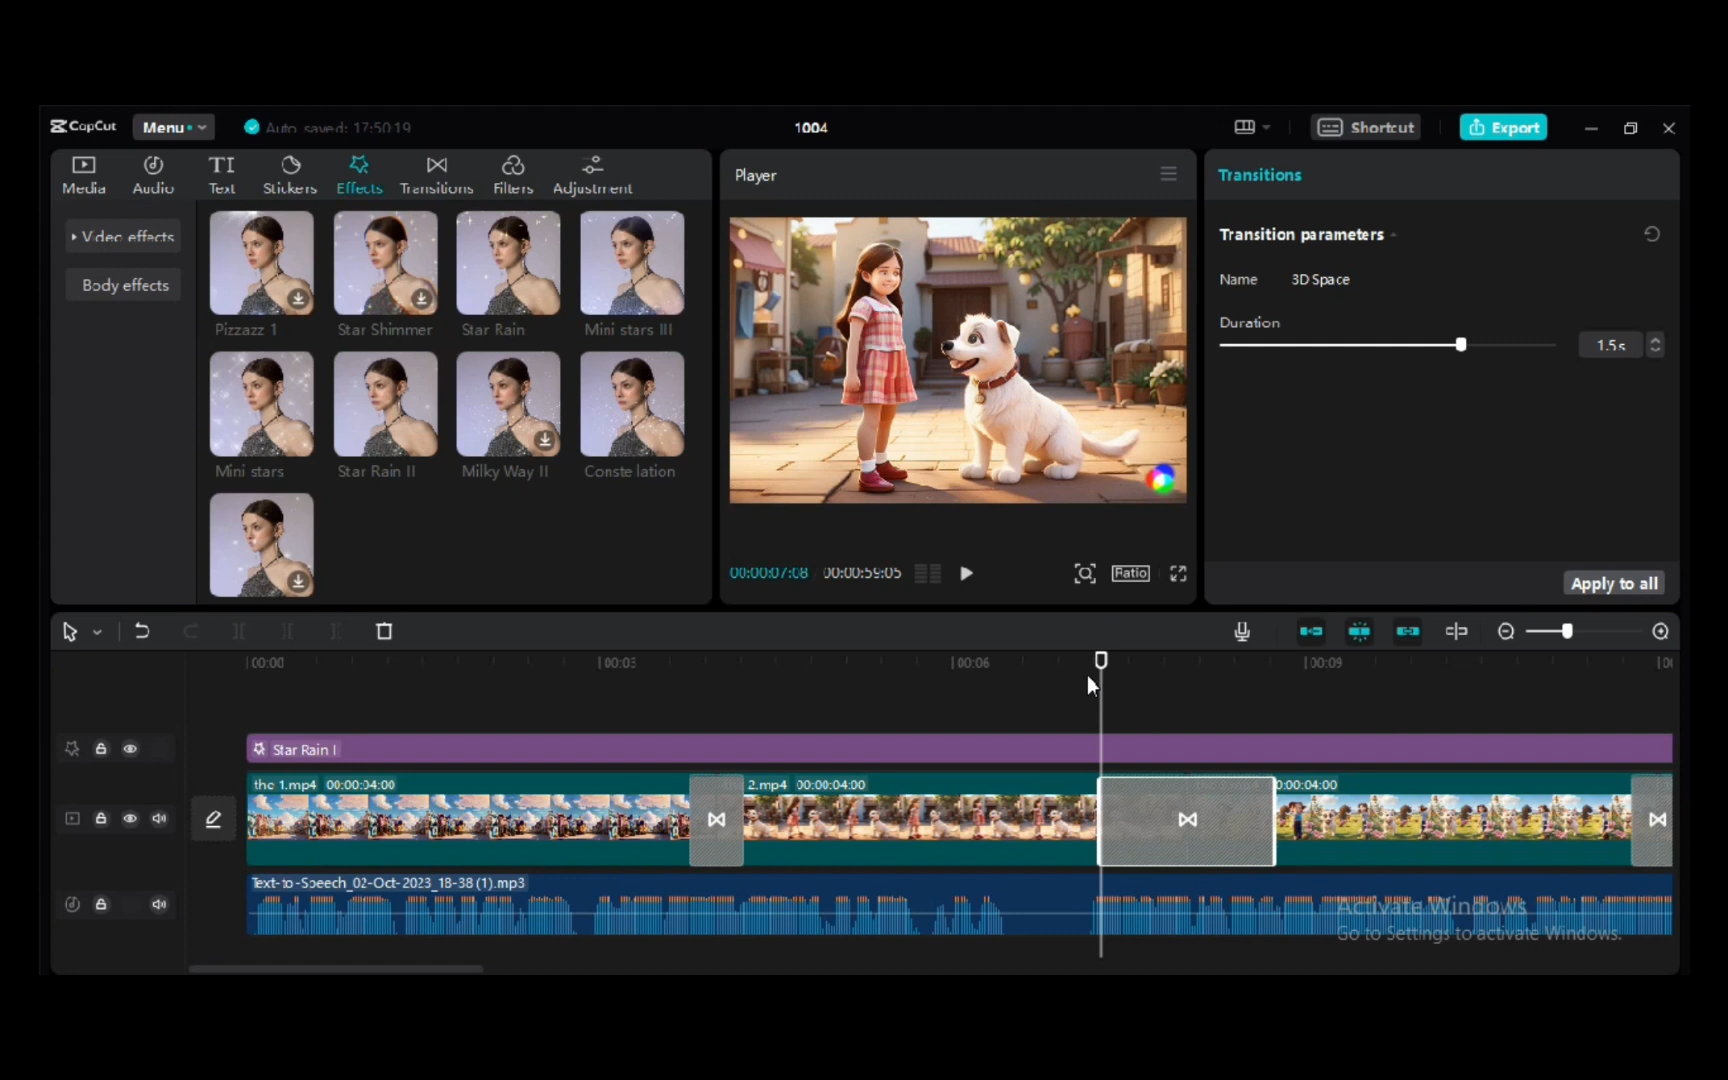 CapCut
Menu
Auto saved: 17:50:19
1004
Shortcut
Export
Media
Audio
TI
Text
Stickers
Effects
Transitions
Filters
Adjustment
Video effects
Body effects
Pizzazz 1
Star Shimmer
Star Rain
Mini stars III
Mini stars
Star Rain II
Milky Way II
Conste lation
Player
00:00:07:08
00:00:59:05
Ratio
Transitions
Transition parameters
Name
3D Space
Duration
1.5s
Apply to all
00:00
00:03
00:06
00:09
Star Rain I
the 1.mp4 00:00:04:00
2.mp4 00:00:04:00
0:00:04:00
Text-to-Speech_02-Oct-2023_18-38 (1).mp3
Activate Windows
Go to Settings to activate Windows.